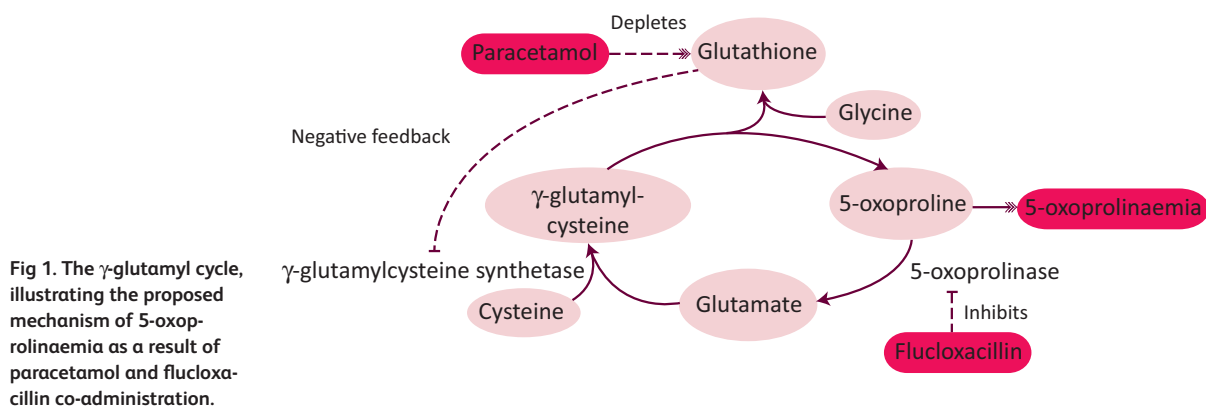 Depletes
Paracetamol
Glutathione
Negative feedback
Glycine
γ-glutamyl-
cysteine
5-oxoproline
5-oxoprolinaemia
γ-glutamylcysteine synthetase
5-oxoprolinase
Cysteine
Glutamate
Inhibits
Flucloxacillin
Fig 1. The γ-glutamyl cycle,
illustrating the proposed
mechanism of 5-oxop-
rolinaemia as a result of
paracetamol and flucloxa-
cillin co-administration.